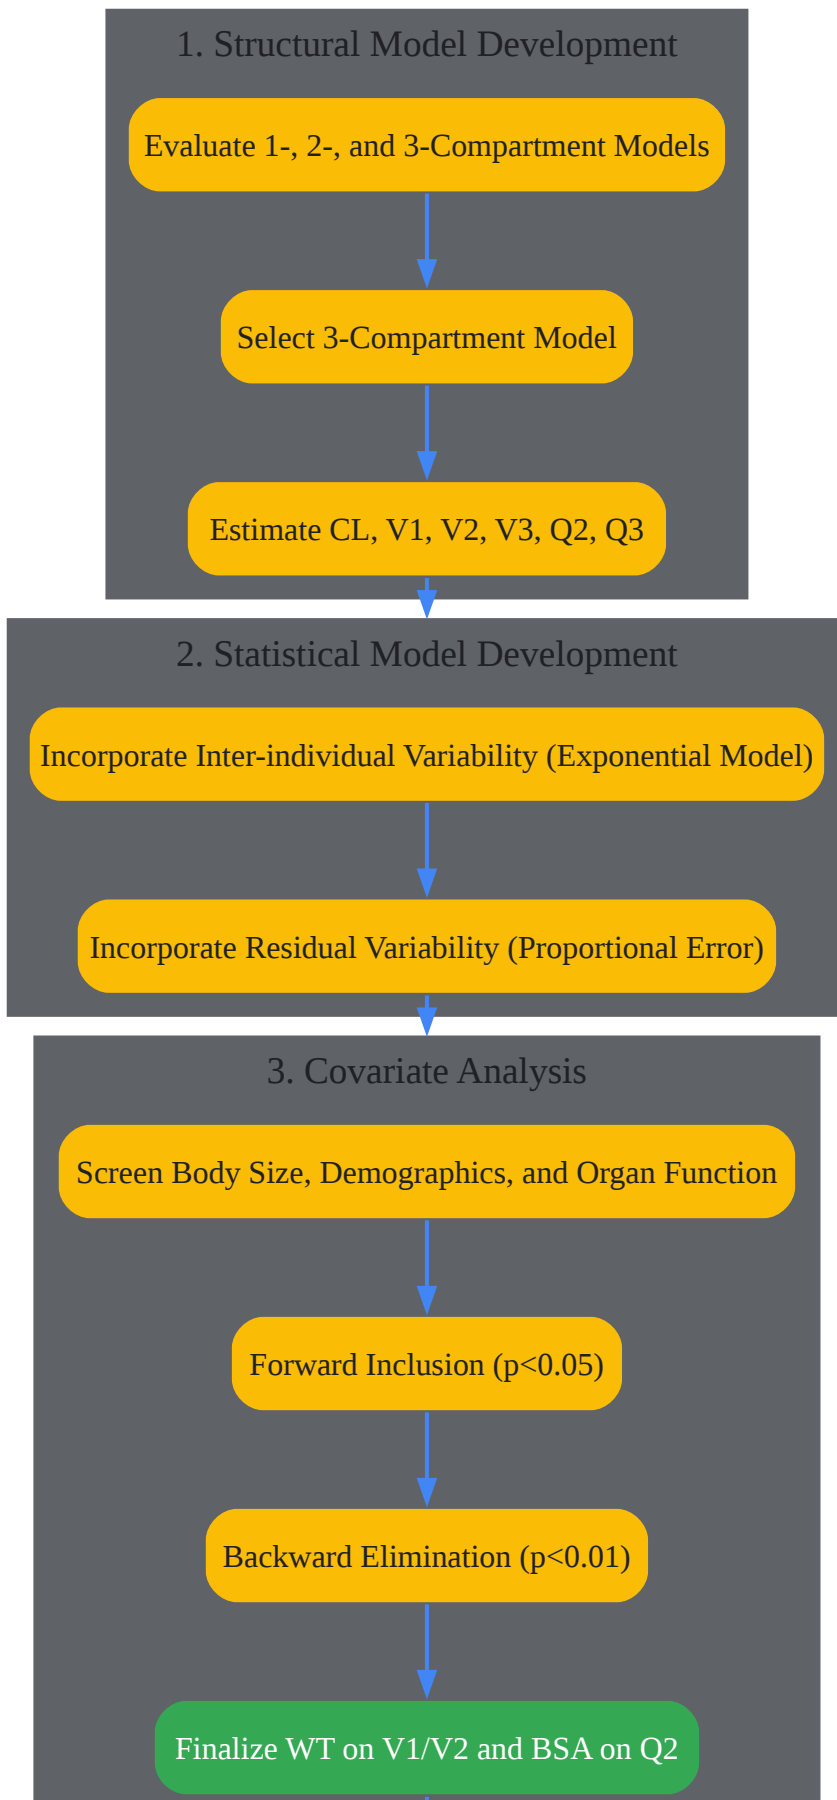 1. Structural Model Development
Evaluate 1-, 2-, and 3-Compartment Models
Select 3-Compartment Model
Estimate CL, V1, V2, V3, Q2, Q3
2. Statistical Model Development
Incorporate Inter-individual Variability (Exponential Model)
Incorporate Residual Variability (Proportional Error)
3. Covariate Analysis
Screen Body Size, Demographics, and Organ Function
Forward Inclusion (p<0.05)
Backward Elimination (p<0.01)
Finalize WT on V1/V2 and BSA on Q2